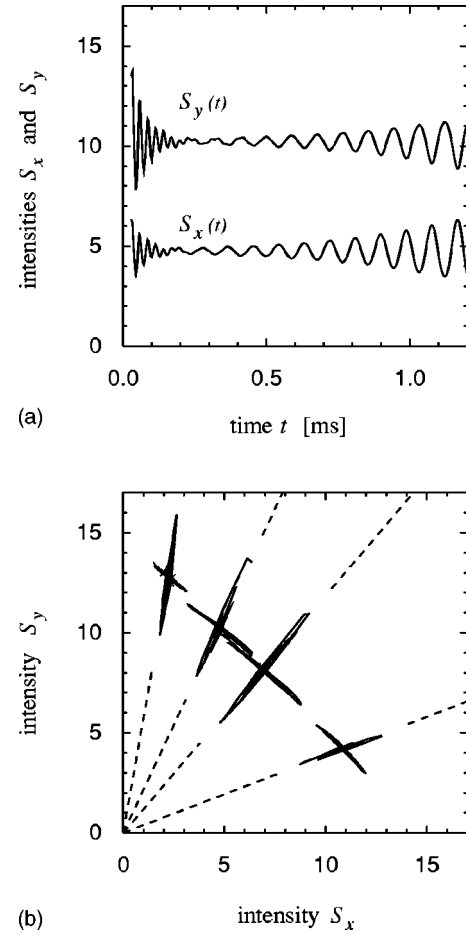 15
10
5
0
intensities S_x and S_y
S_y(t)
S_x(t)
0.0 0.5 1.0
(a)
time t [ms]
15
10
5
0
intensity S_y
0 5 10 15
(b)
intensity S_x